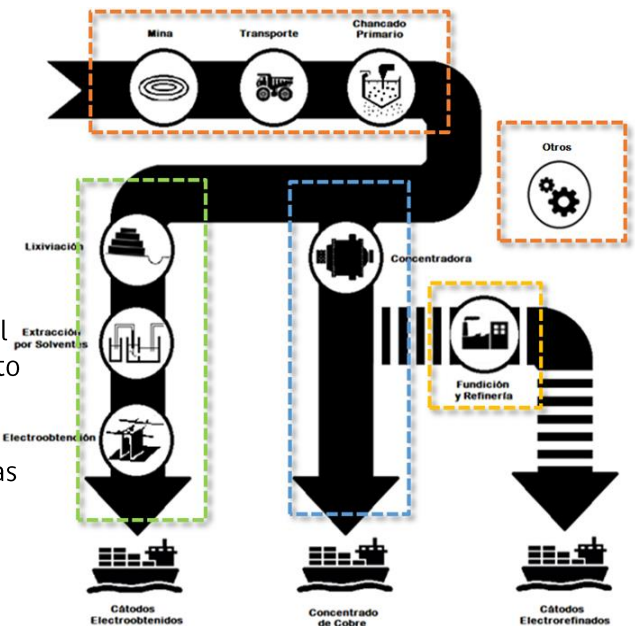 Mina
Transporte
Chancado
Primario
Otros
Lixiviación
Concentradora
Extracción
por Solventes
Fundición
y Refinería
Electroobtención
Cátodos
Electroobtenidos
Concentrado
de Cobre
Cátodos
Electrorefinados